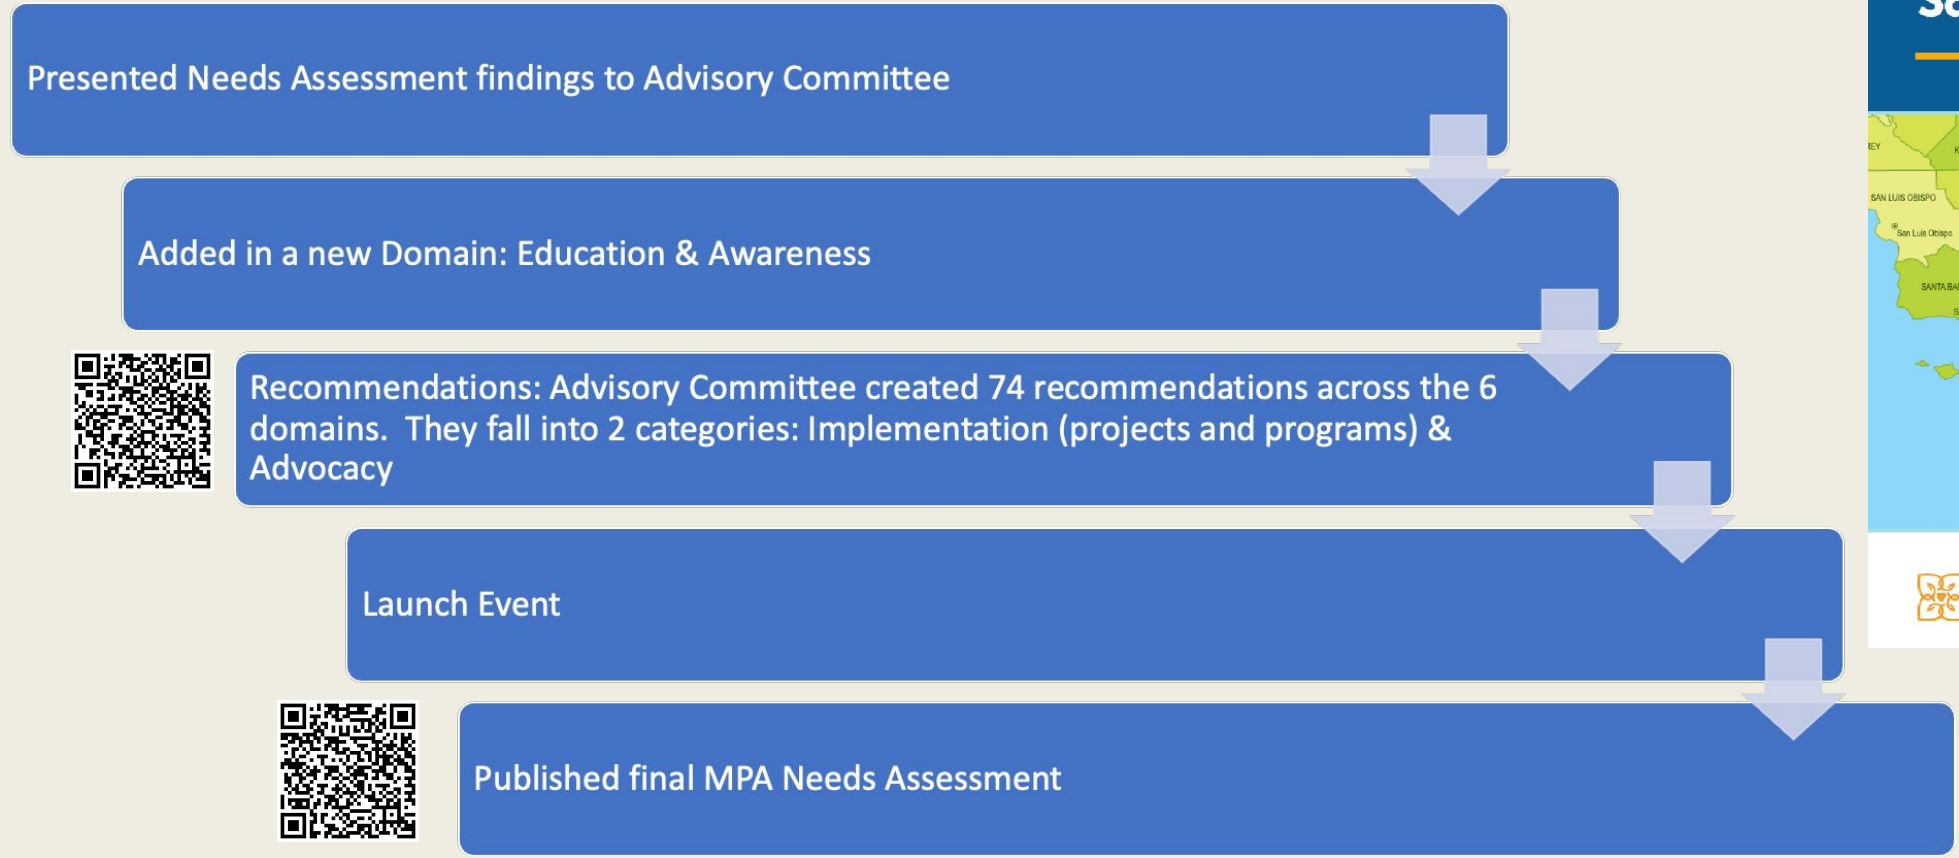 Presented Needs Assessment findings to Advisory Committee
Added in a new Domain: Education & Awareness
Recommendations: Advisory Committee created 74 recommendations across the 6
domains.  They fall into 2 categories: Implementation (projects and programs) &
Advocacy
Launch Event
Published final MPA Needs Assessment
SAN LUIS OBISPO
San Luis Obispo